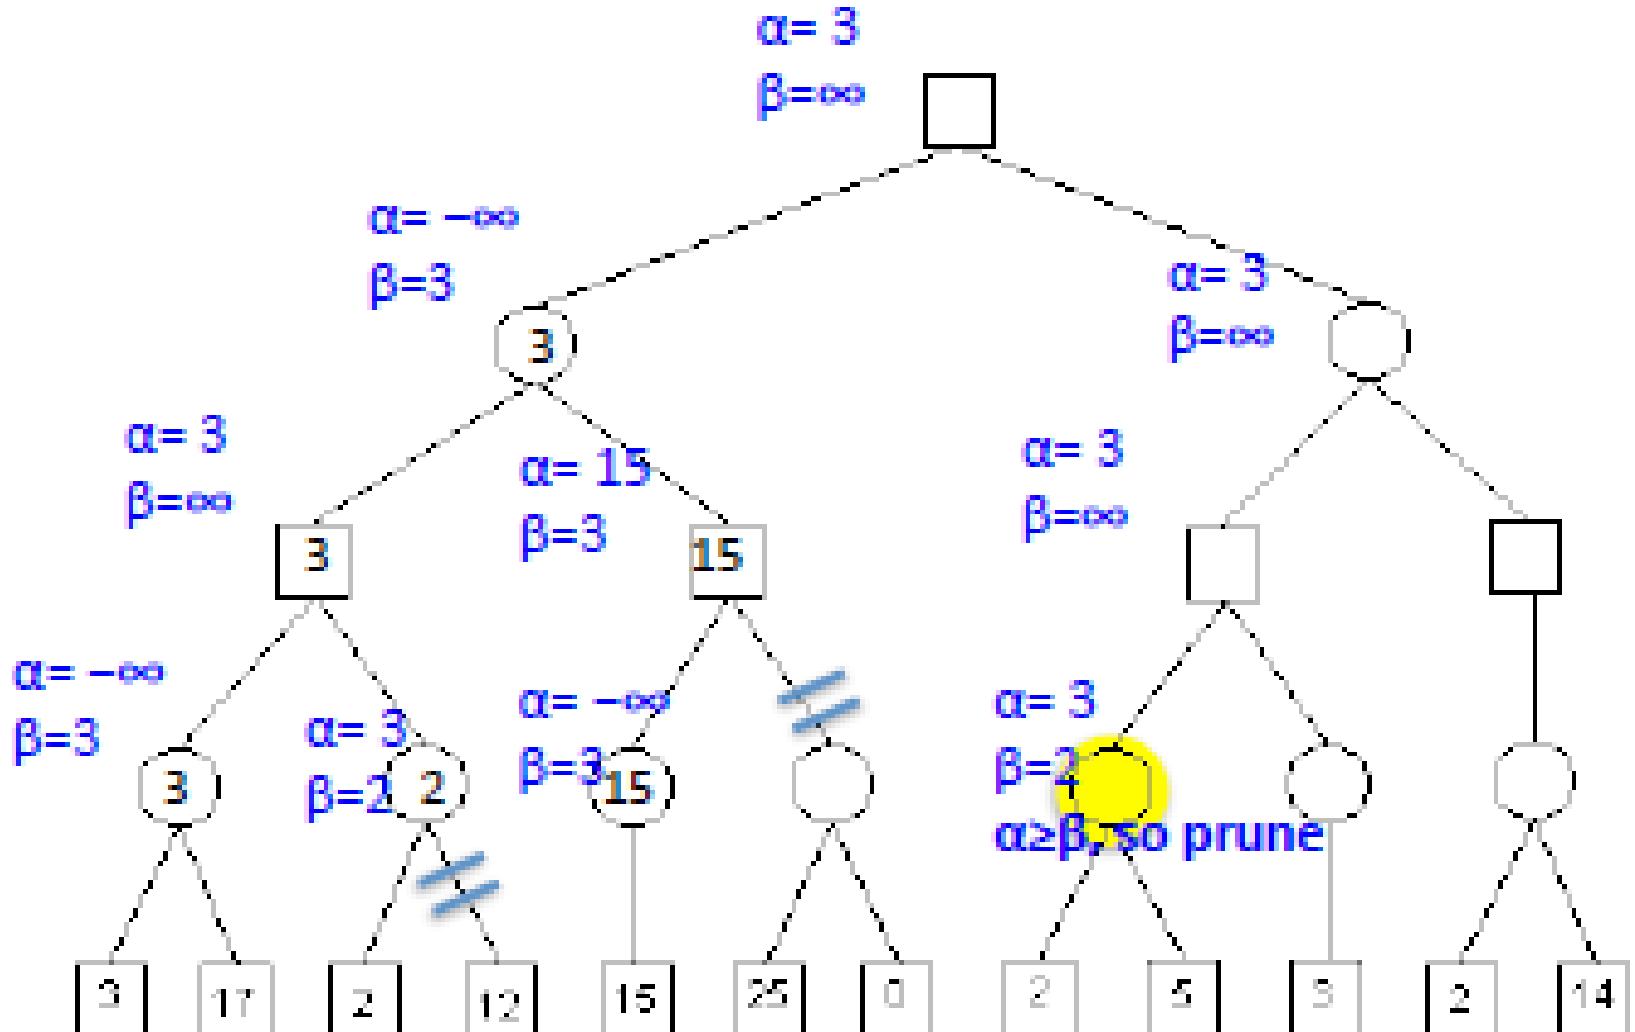 α= 3
β=∞
α= −∞
β=3
α= 3
β=∞
3
α= 3
β=∞
α= 15
β=3
α= 3
β=∞
3
15
α= −∞
β=3
α= 3
β=2
α= −∞
β=3
α= 3
β=2
3
2
15
α≥β, so prune
3
17
2
12
15
25
0
2
5
3
2
14